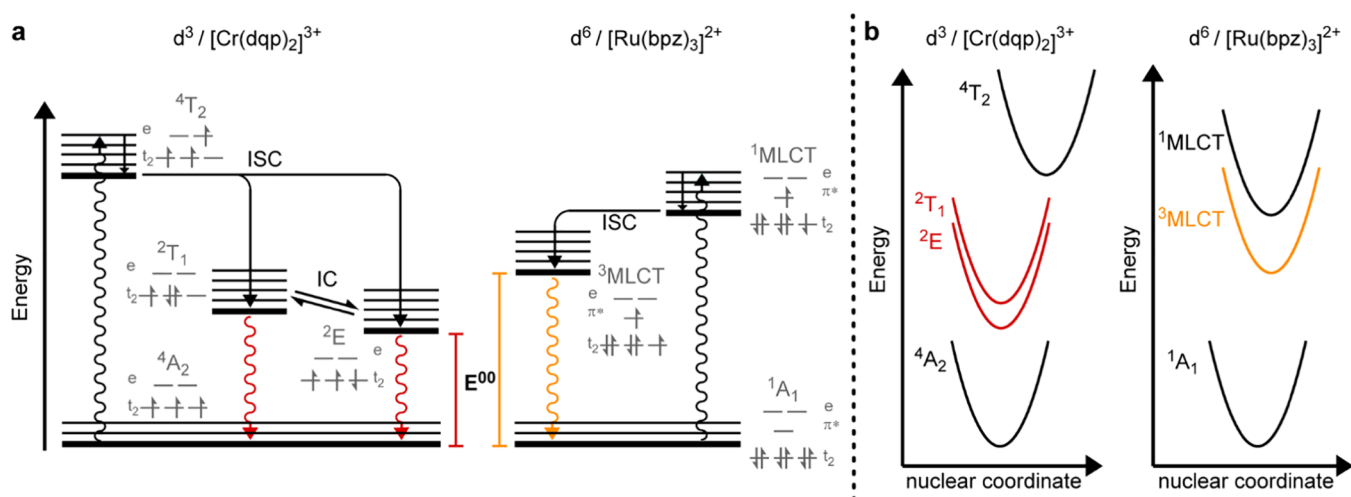 a
d³ / [Cr(dqp)₂]³⁺
d⁶ / [Ru(bpz)₃]²⁺
Energy
⁴T₂
e
t₂
ISC
²T₁
e
t₂
IC
²E
e
t₂
⁴A₂
e
t₂
E⁰⁰
¹MLCT
e
π*
t₂
ISC
³MLCT
e
π*
t₂
¹A₁
e
π*
t₂
b
d³ / [Cr(dqp)₂]³⁺
d⁶ / [Ru(bpz)₃]²⁺
Energy
⁴T₂
²T₁
²E
⁴A₂
nuclear coordinate
Energy
¹MLCT
³MLCT
¹A₁
nuclear coordinate